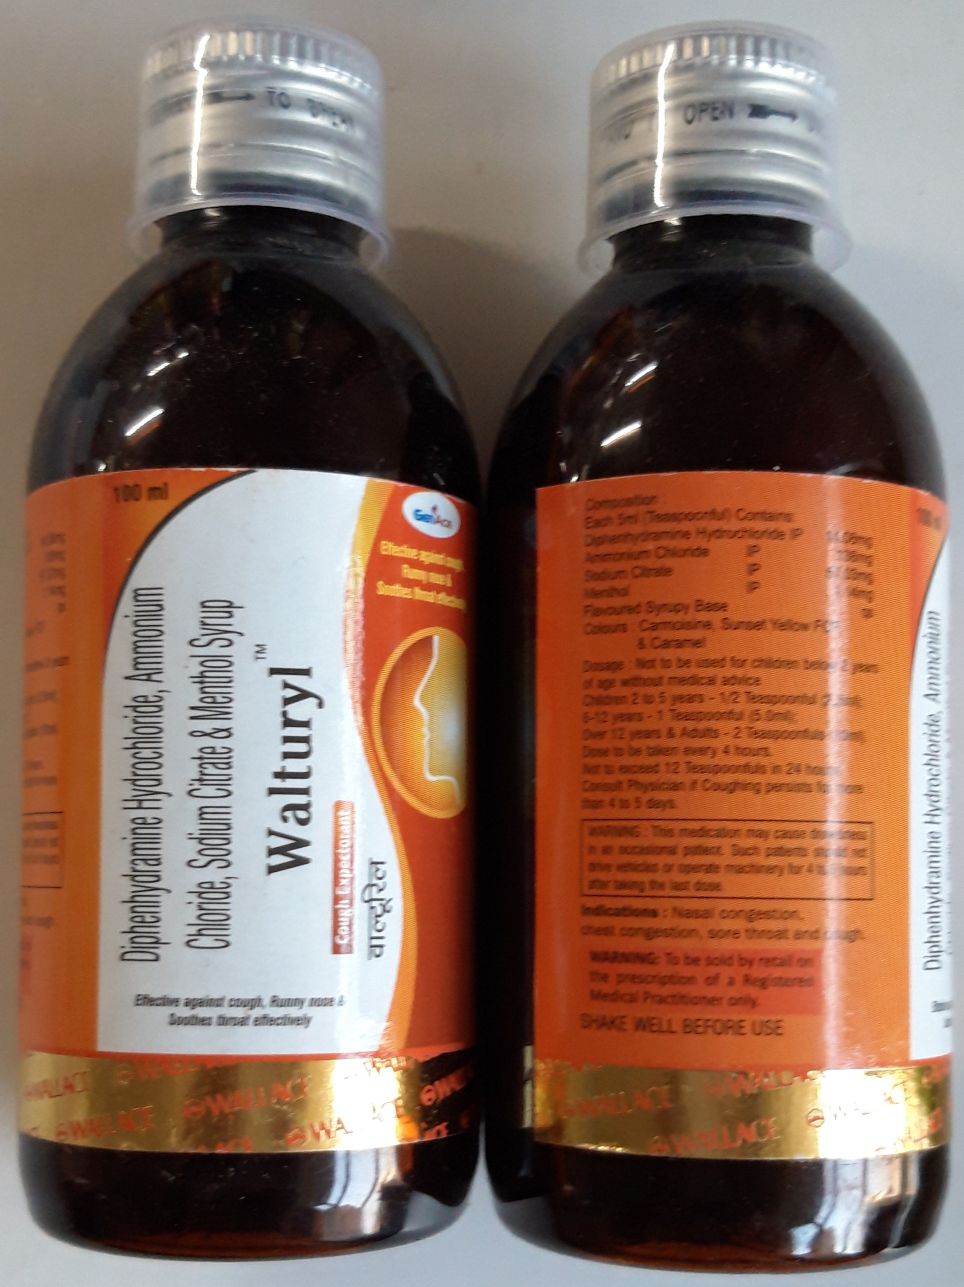 TO
100 ml
GenAce
Effective against cough,
Runny nose &
Soothes throat effectively
Diphenhydramine Hydrochloride, Ammonium
Chloride, Sodium Citrate & Menthol Syrup
Walturyl™
Cough Expectorant
वाल्टूरिल
Effective against cough, Runny nose &
Soothes throat effectively
WALLACE WALLACE
WALLACE WALLACE
OPEN
Composition :
Each 5ml (Teaspoonful) Contains
Diphenhydramine Hydrochloride IP
Ammonium Chloride IP
Sodium Citrate IP
Menthol IP
Flavoured Syrupy Base qs
Colours : Carmoisine, Sunset Yellow
& Caramel
Dosage : Not to be used for children below 2 years
of age without medical advice
Children 2 to 5 years - 1/2 Teaspoonful
6-12 years - 1 Teaspoonful (5.0ml);
Over 12 years & Adults - 2 Teaspoonfuls
Dose to be taken every 4 hours.
Not to exceed 12 Teaspoonfuls in 24 hours
Consult Physician if Coughing persists for more
than 4 to 5 days.
WARNING : This medication may cause drowsiness
in an occasional patient. Such patients should not
drive vehicles or operate machinery for 4 hours
after taking the last dose.
Indications : Nasal congestion,
chest congestion, sore throat and cough.
WARNING: To be sold by retail on
the prescription of a Registered
Medical Practitioner only.
SHAKE WELL BEFORE USE
Diphenhydramine Hydrochloride, Ammonium
WALLACE WALLACE
WALLACE